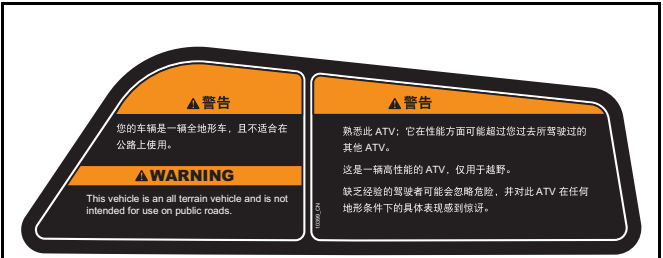 警告
您的车辆是一辆全地形车，且不适合在
公路上使用。
WARNING
This vehicle is an all terrain vehicle and is not
intended for use on public roads.
10399_CN
警告
熟悉此 ATV；它在性能方面可能超过您过去所驾驶过的
其他 ATV。
这是一辆高性能的 ATV，仅用于越野。
缺乏经验的驾驶者可能会忽略危险，并对此 ATV 在任何
地形条件下的具体表现感到惊讶。